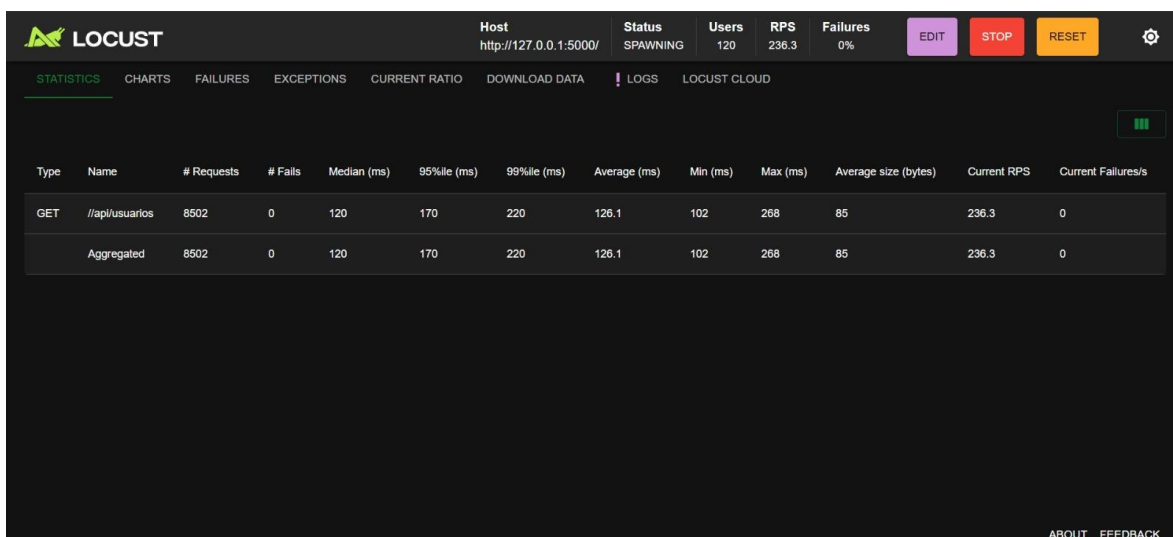 LOCUST
Host Status Users RPS Failures
http://127.0.0.1:5000/ SPAWNING 120 236.3 0% EDIT STOP RESET
STATISTICS CHARTS FAILURES EXCEPTIONS CURRENT RATIO DOWNLOAD DATA ! LOGS LOCUST CLOUD
Type Name # Requests # Fails Median (ms) 95%ile (ms) 99%ile (ms) Average (ms) Min (ms) Max (ms) Average size (bytes) Current RPS Current Failures/s
GET //api/usuarios 8502 0 120 170 220 126.1 102 268 85 236.3 0
Aggregated 8502 0 120 170 220 126.1 102 268 85 236.3 0
ABOUT FEEDBACK